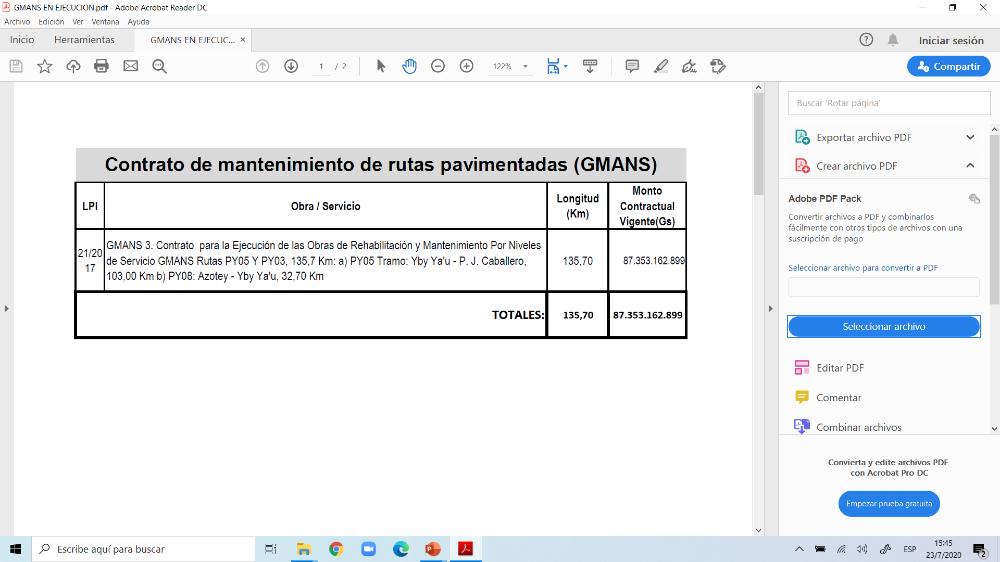 GMANS EN EJECUCION.pdf - Adobe Acrobat Reader DC
Archivo Edición Ver Ventana Ayuda
Inicio Herramientas GMANS EN EJECUC... × Iniciar sesión
1 / 2 122% Compartir
Buscar 'Rotar página'
Exportar archivo PDF
Crear archivo PDF
Adobe PDF Pack
Convertir archivos a PDF y combinarlos
fácilmente con otros tipos de archivos con una
suscripción de pago
Seleccionar archivo para convertir a PDF
Seleccionar archivo
Editar PDF
Comentar
Combinar archivos
Convierta y edite archivos PDF
con Acrobat Pro DC
Empezar prueba gratuita
Contrato de mantenimiento de rutas pavimentadas (GMANS)
LPI
Obra / Servicio
Longitud
(Km)
Monto
Contractual
Vigente(Gs)
21/20
17
GMANS 3. Contrato para la Ejecución de las Obras de Rehabilitación y Mantenimiento Por Niveles
de Servicio GMANS Rutas PY05 Y PY03, 135,7 Km: a) PY05 Tramo: Yby Ya'u - P. J. Caballero,
103,00 Km b) PY08: Azotey - Yby Ya'u, 32,70 Km
135,70
87.353.162.899
TOTALES: 135,70 87.353.162.899
Escribe aquí para buscar
ESP
15:45
23/7/2020
2